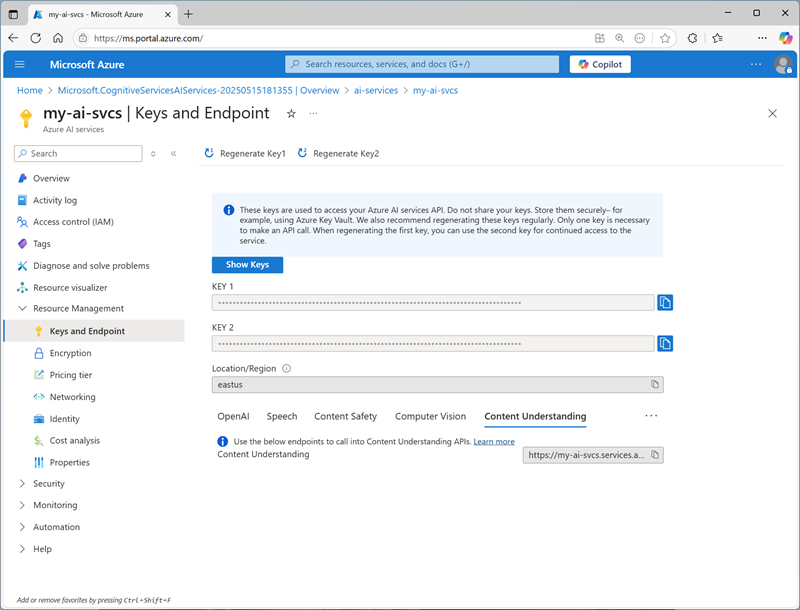 my-ai-svcs - Microsoft Azure
https://ms.portal.azure.com/
Microsoft Azure
Search resources, services, and docs (G+/)
Copilot
Home > Microsoft.CognitiveServicesAIServices-20250515181355 | Overview > ai-services > my-ai-svcs
my-ai-svcs | Keys and Endpoint
Azure AI services
Search
Regenerate Key1
Regenerate Key2
Overview
Activity log
Access control (IAM)
Tags
Diagnose and solve problems
Resource visualizer
Resource Management
Keys and Endpoint
Encryption
Pricing tier
Networking
Identity
Cost analysis
Properties
Security
Monitoring
Automation
Help
These keys are used to access your Azure AI services API. Do not share your keys. Store them securely– for
example, using Azure Key Vault. We also recommend regenerating these keys regularly. Only one key is necessary
to make an API call. When regenerating the first key, you can use the second key for continued access to the
service.
Show Keys
KEY 1
KEY 2
Location/Region
eastus
OpenAI
Speech
Content Safety
Computer Vision
Content Understanding
Use the below endpoints to call into Content Understanding APIs. Learn more
Content Understanding
https://my-ai-svcs.services.a...
Add or remove favorites by pressing Ctrl+Shift+F